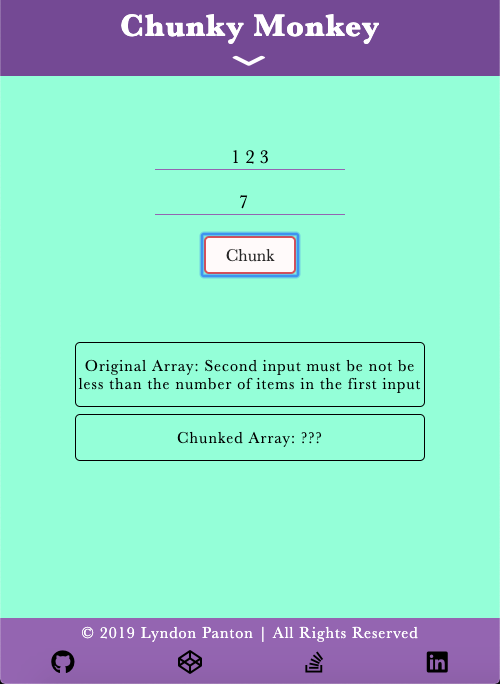 Chunky Monkey
1 2 3
7
Chunk
Original Array: Second input must be not be
less than the number of items in the first input
Chunked Array: ???
© 2019 Lyndon Panton | All Rights Reserved
in